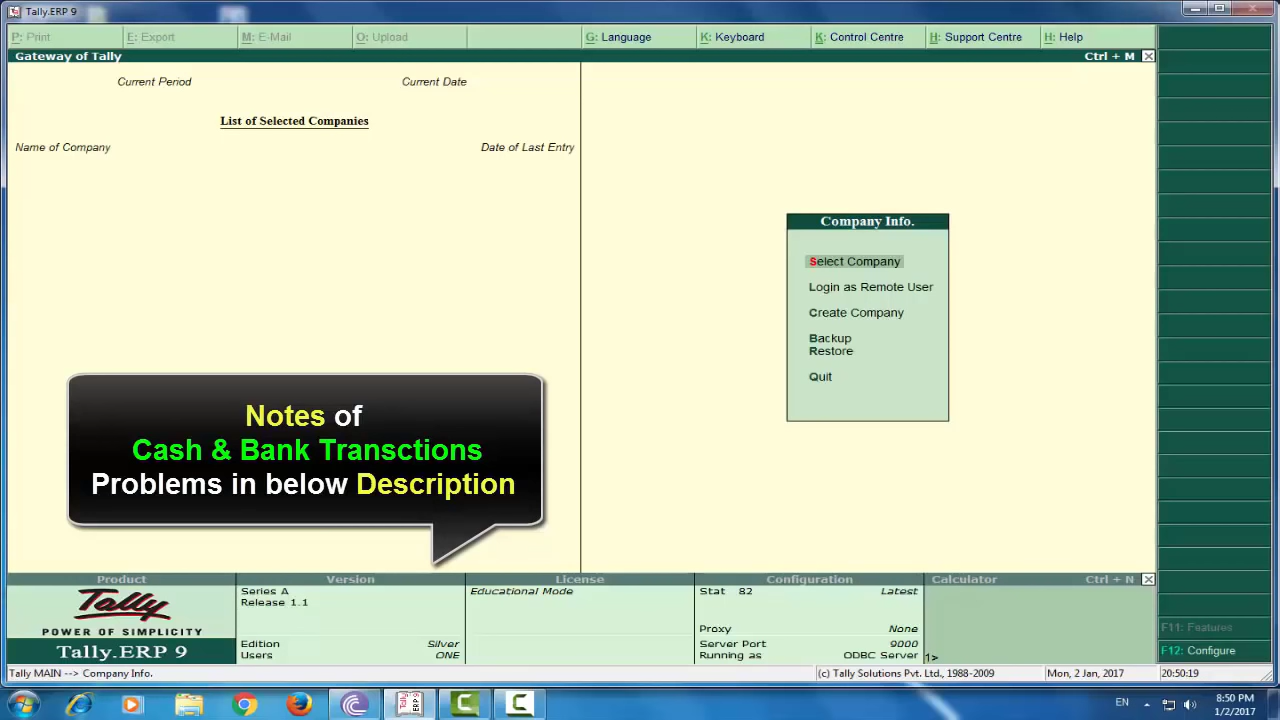 Tally.ERP 9
P: Print
E: Export
M: E-Mail
O: Upload
G: Language
K: Keyboard
K: Control Centre
H: Support Centre
H: Help
Gateway of Tally
Ctrl + M
Current Period
Current Date
List of Selected Companies
Name of Company
Date of Last Entry
Company Info.
Select Company
Login as Remote User
Create Company
Backup
Restore
Quit
Notes of
Cash & Bank Transctions
Problems in below Description
Product
Version
License
Configuration
Calculator
Ctrl + N
Tally
POWER OF SIMPLICITY
Tally.ERP 9
Series A
Release 1.1
Edition Silver
Users ONE
Educational Mode
Stat 82 Latest
Proxy None
Server Port 9000
Running as ODBC Server
1>
F11: Features
F12: Configure
Tally MAIN --> Company Info.
(c) Tally Solutions Pvt. Ltd., 1988-2009
Mon, 2 Jan, 2017
20:50:19
EN
8:50 PM
1/2/2017